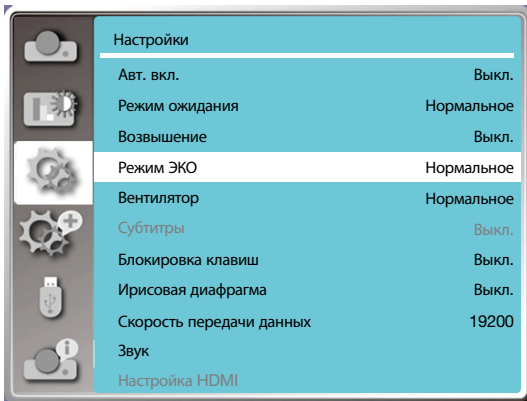 Настройки
Авт. вкл. Выкл.
Режим ожидания Нормальное
Возвышение Выкл.
Режим ЭКО Нормальное
Вентилятор Нормальное
Субтитры Выкл.
Блокировка клавиш Выкл.
Ирисовая диафрагма Выкл.
Скорость передачи данных 19200
Звук
Настройка HDMI